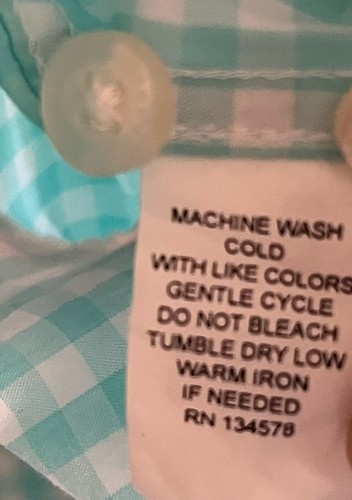 MACHINE WASH
COLD
WITH LIKE COLORS
GENTLE CYCLE
DO NOT BLEACH
TUMBLE DRY LOW
WARM IRON
IF NEEDED
RN 134578